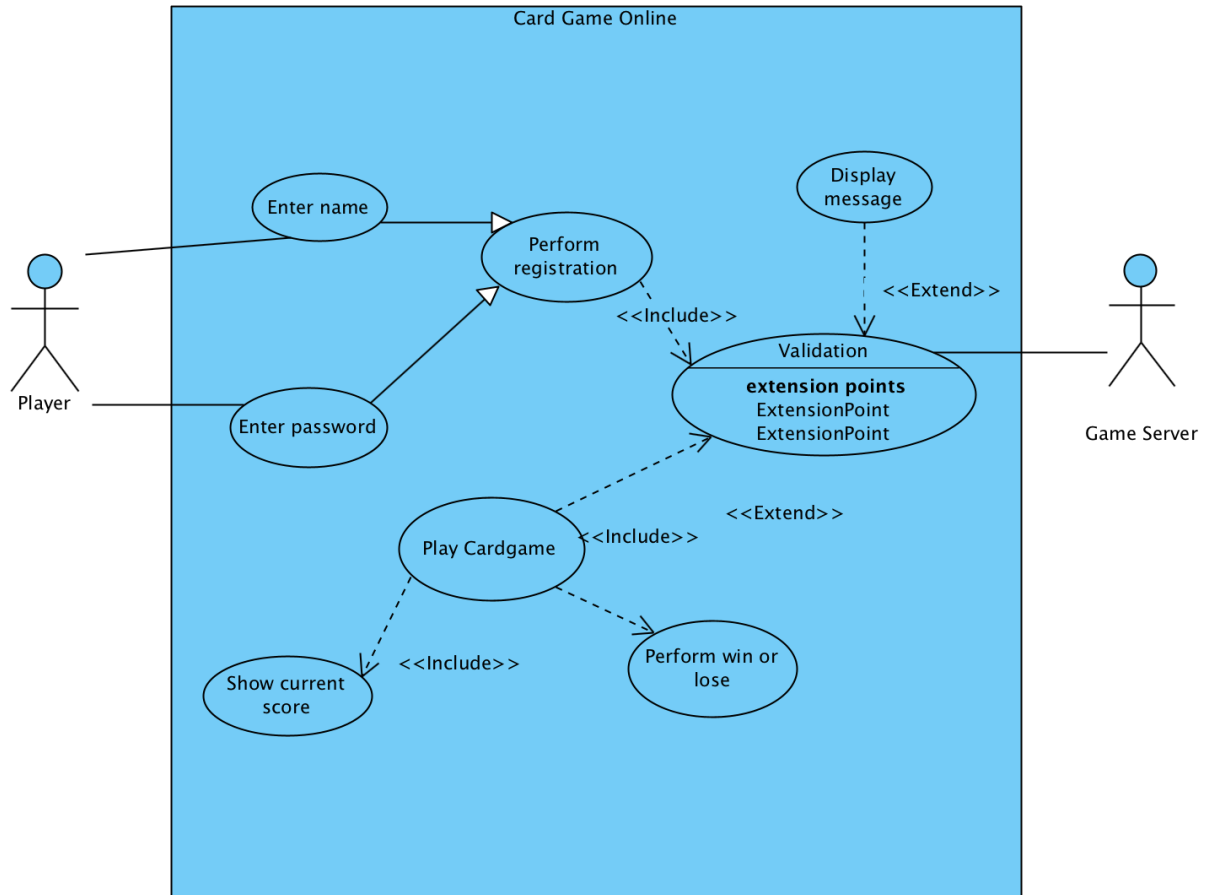 Card Game Online
Display
message
Enter name
Perform
registration
<<Extend>>
<<Include>>
Validation
extension points
ExtensionPoint
ExtensionPoint
Player
Enter password
Game Server
<<Extend>>
<<Include>>
Play Cardgame
<<Include>>
Perform win or
lose
Show current
score